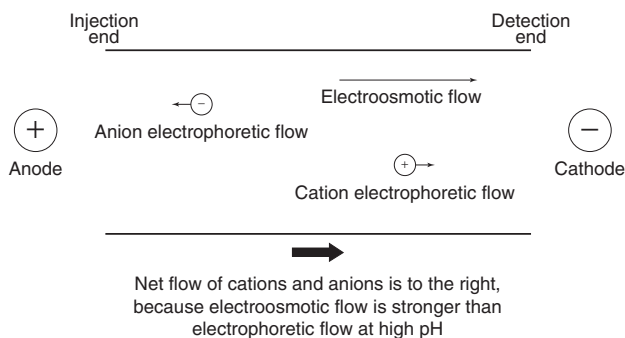 Injection
end
Detection
end
Electroosmotic flow
−
Anion electrophoretic flow
+
Anode
−
Cathode
+
Cation electrophoretic flow
Net flow of cations and anions is to the right,
because electroosmotic flow is stronger than
electrophoretic flow at high pH